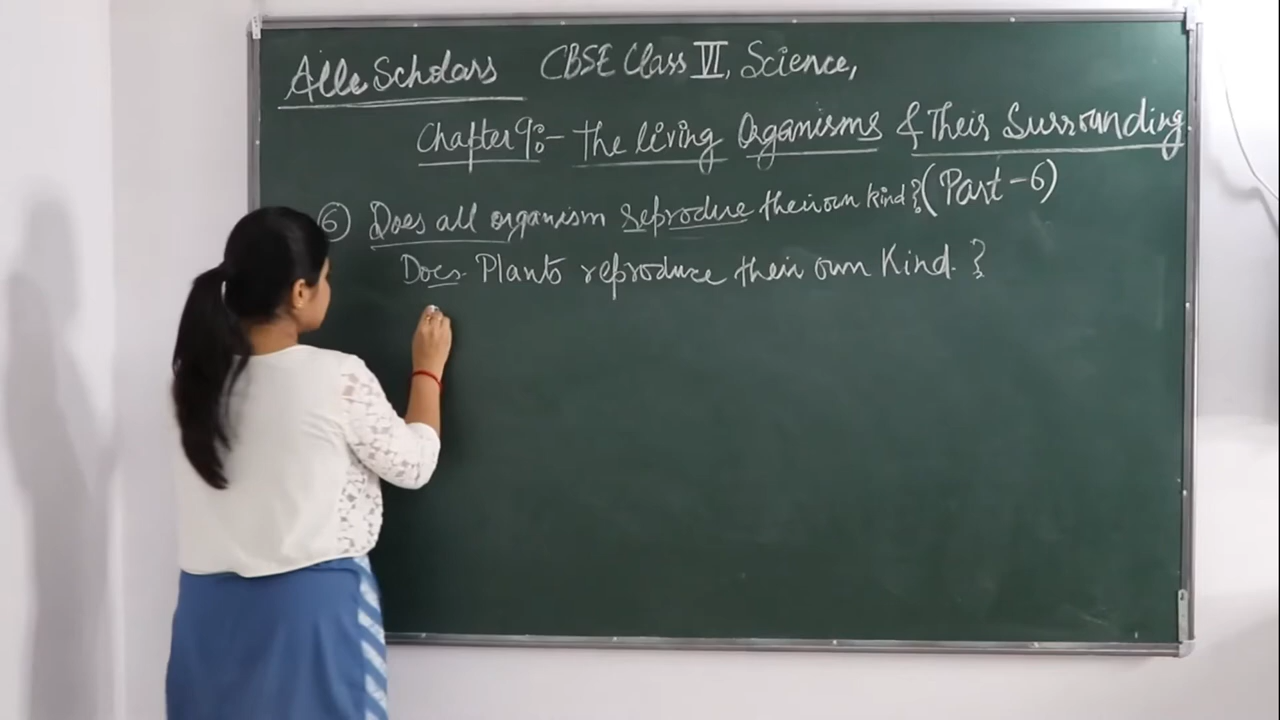 Alle Scholars CBSE Class VI, Science,
Chapter 9:- The living Organisms & Their Surrounding
(6) Does all organism reproduce their own kind? (Part-6)
Does Plants reproduce their own Kind. ?